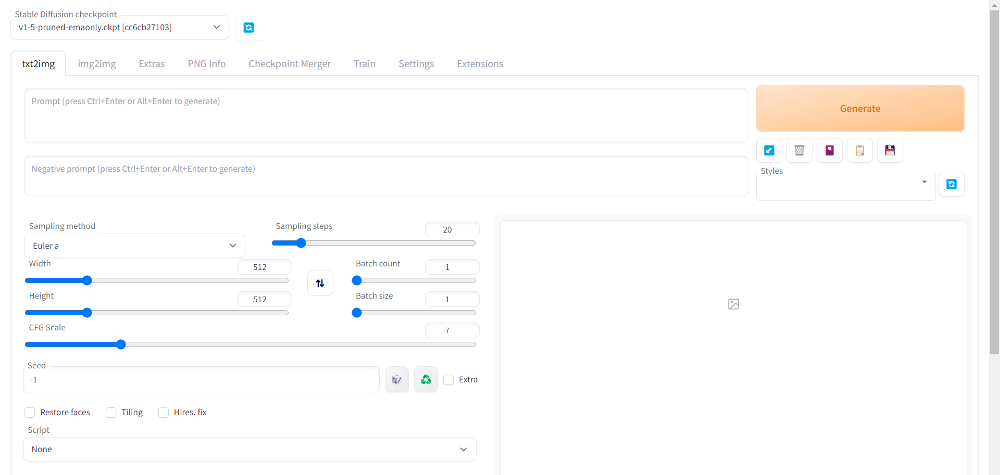 Stable Diffusion checkpoint
v1-5-pruned-emaonly.ckpt [cc6cb27103]
txt2img img2img Extras PNG Info Checkpoint Merger Train Settings Extensions
Prompt (press Ctrl+Enter or Alt+Enter to generate)
Generate
Negative prompt (press Ctrl+Enter or Alt+Enter to generate)
Styles
Sampling method
Euler a
Sampling steps
20
Width
512
Batch count
1
Height
512
Batch size
1
CFG Scale
7
Seed
-1
Extra
Restore faces Tiling Hires. fix
Script
None